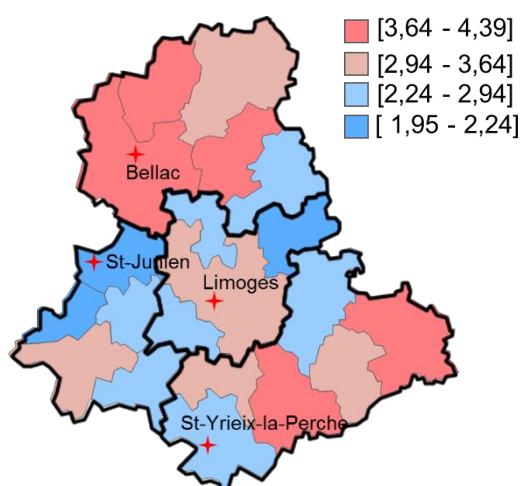 [3,64 - 4,39]
[2,94 - 3,64]
[2,24 - 2,94]
[ 1,95 - 2,24]
Bellac
St-Junien
Limoges
St-Yrieix-la-Perche